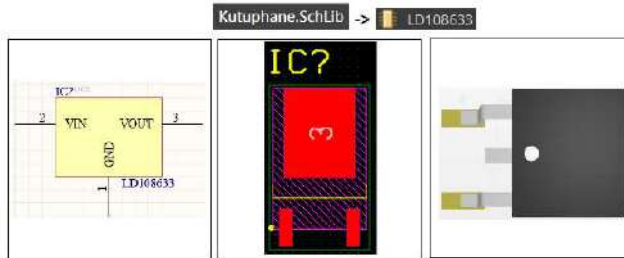 Kutuphane.SchLib -> LD108633
IC?
2 VIN VOUT 3
GND
1
LD108633
IC?
3